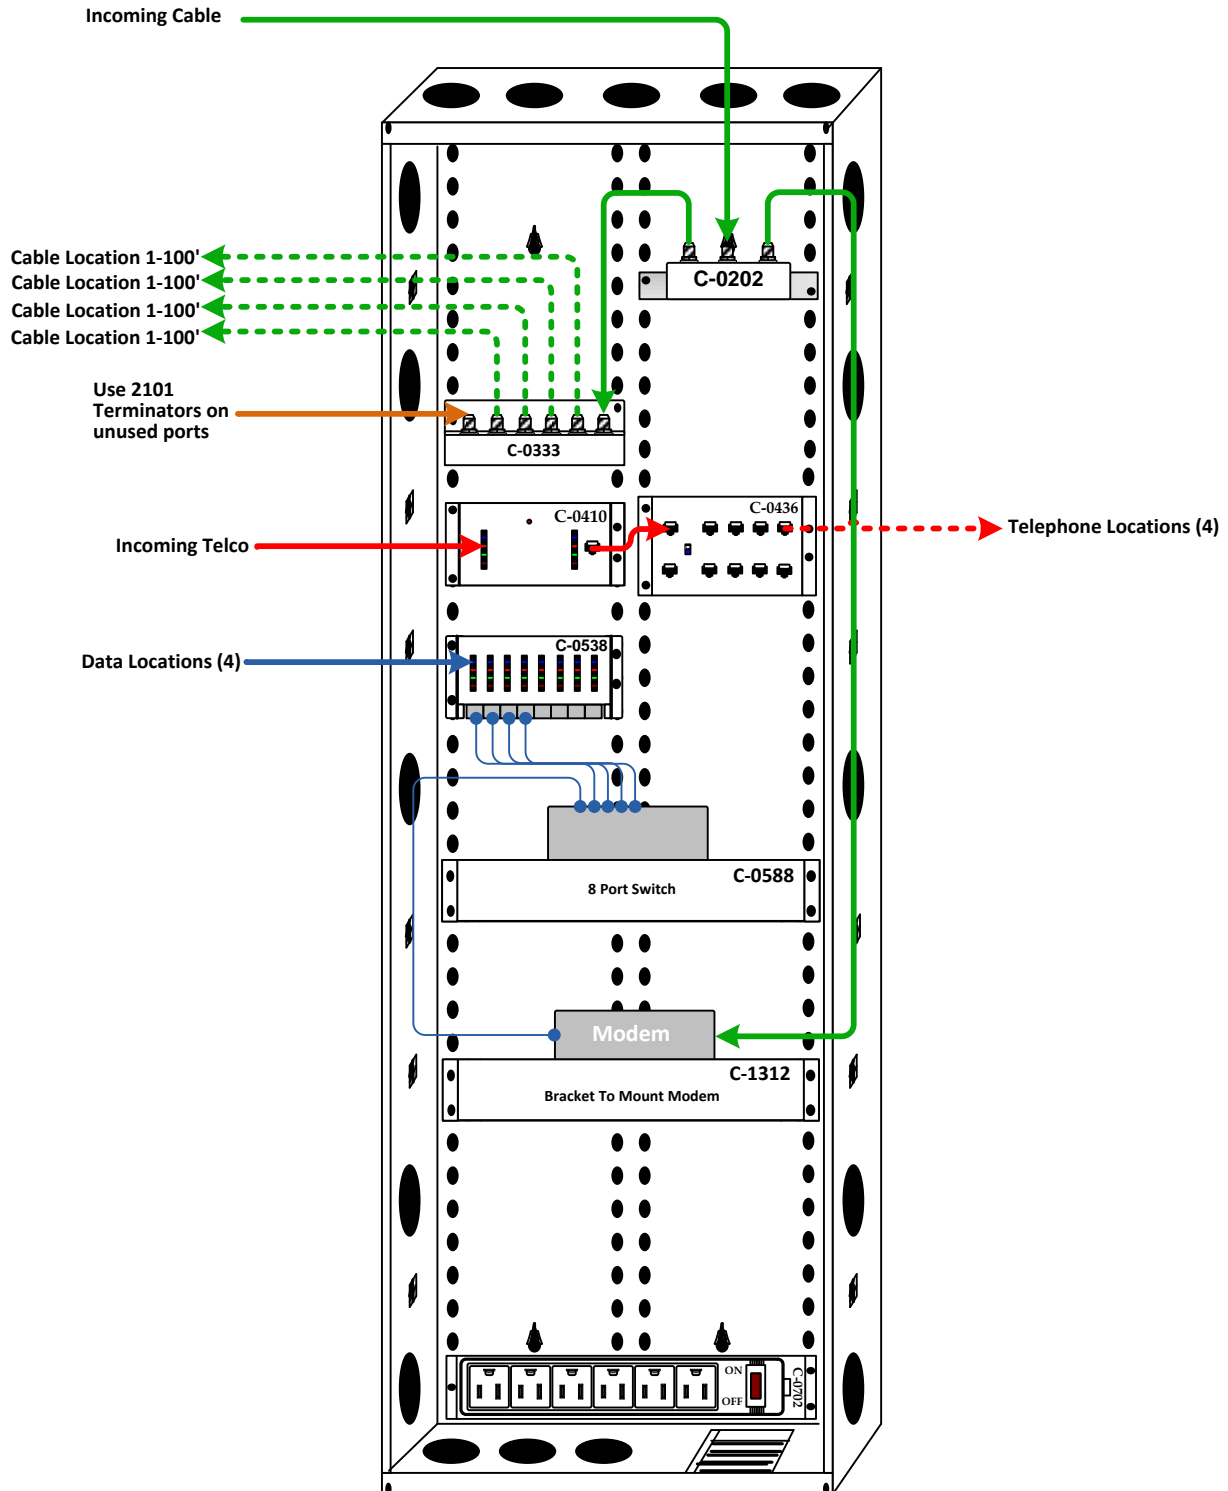 Incoming Cable
C-0202
Cable Location 1-100'
Cable Location 1-100'
Cable Location 1-100'
Cable Location 1-100'
Use 2101
Terminators on
unused ports
C-0333
C-0410
C-0436
Incoming Telco
Telephone Locations (4)
C-0538
Data Locations (4)
C-0588
8 Port Switch
Modem
C-1312
Bracket To Mount Modem
ON
OFF
C-0702